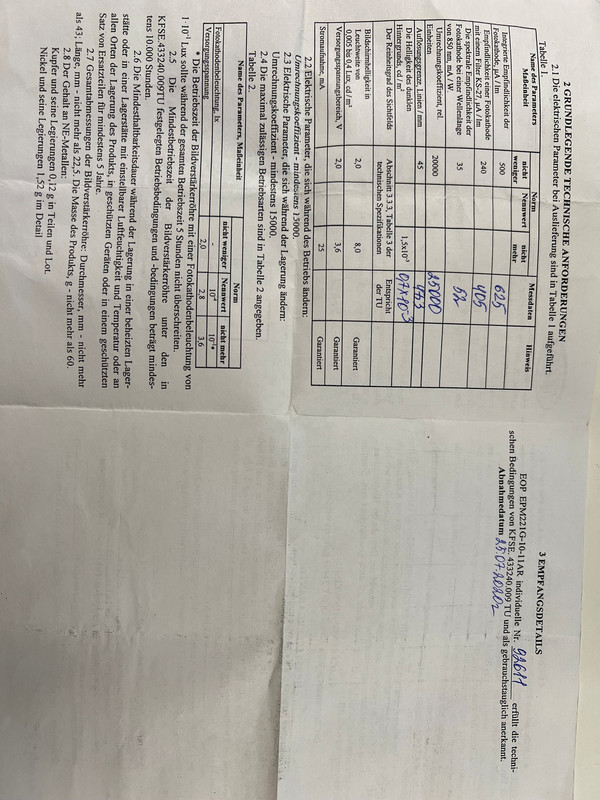 2 GRUNDLEGENDE TECHNISCHE ANFORDERUNGEN
2.1 Die elektrischen Parameter bei Auslieferung sind in Tabelle 1 aufgeführt.
Tabelle 1.
Name des Parameters Maßeinheit | Norm | Messdaten | Hinweis
nicht weniger | Nennwert | nicht mehr
Integrierte Empfindlichkeit der Fotokathode, µA / lm | 500 | 625
Empfindlichkeit einer Fotokathode mit einem Filter KS-27, µA / lm | 240 | 405
Die spektrale Empfindlichkeit der Fotokathode bei einer Wellenlänge von 850 nm, mA / W. | 35 | 52
Umrechnungskoeffizient, rel. Einheiten | 20000 | 25000
Auflösungsgrenze, Linien / mm | 45
Die Helligkeit des dunklen Hintergrunds, cd / m² | 1,5x10⁻³ | 0,7x10⁻³
Der Reinheitsgrad des Sichtfelds | Abschnitt 3.3.3, Tabelle 3 der technischen Spezifikationen | Entspricht die TU
Bildschirmhelligkeit in Leuchtweite von 0,005 bis 0,4 Lux, cd / m² | 2,0 | 8,0 | Garantiert
Versorgungsspannungsbereich, V | 2,0 | 3,6 | Garantiert
Stromaufnahme, mA | 25 | Garantiert
2.2 Elektrische Parameter, die sich während des Betriebs ändern:
Umrechnungskoeffizient - mindestens 15000.
2.3 Elektrische Parameter, die sich während der Lagerung ändern:
Umrechnungskoeffizient - mindestens 15000.
2.4 Die maximal zulässigen Betriebsarten sind in Tabelle 2 angegeben.
Tabelle 2.
Name des Parameters, Maßeinheit | Norm
nicht weniger | Nennwert | nicht mehr
Fotokathodenbeleuchtung, lx | -
Versorgungsspannung | 2,0 | 2,8 | 3,6
* Die Betriebszeit der Bildverstärkerröhre mit einer Fotokathodenbeleuchtung von
Lux sollte während der gesamten Betriebszeit 5 Stunden nicht überschreiten.
2.5 Die Mindestbetriebszeit der Bildverstärkerröhre unter den in
KFSE.433240.009TU festgelegten Betriebsbedingungen und -bedingungen beträgt mindes-
tens 10.000 Stunden.
2.6 Die Mindesthaltbarkeitsdauer während der Lagerung in einer beheizten Lager-
stätte oder in einer Lagerstätte mit einstellbarer Luftfeuchtigkeit und Temperatur oder an
allen Orten der Lagerung des Produkts, in geschützten Geräten oder in einem geschützten
Satz von Ersatzteilen für mindestens 5 Jahre.
2.7 Gesamtabmessungen der Bildverstärkerröhre: Durchmesser, mm - nicht mehr
als 43; Länge, mm - nicht mehr als 22,5. Die Masse des Produkts, g - nicht mehr als 60.
2.8 Der Gehalt an NE-Metallen:
Kupfer und seine Legierungen 0,12 g in Teilen und Lot.
Nickel und seine Legierungen 1,52 g im Detail
3 EMPFANGSDETAILS
EOP EPM221G-10-11AR individuelle Nr. 92611 erfüllt die techni-
schen Bedingungen von KFSE. 433240.009 TU und als gebrauchstauglich anerkannt.
Abnahmedatum